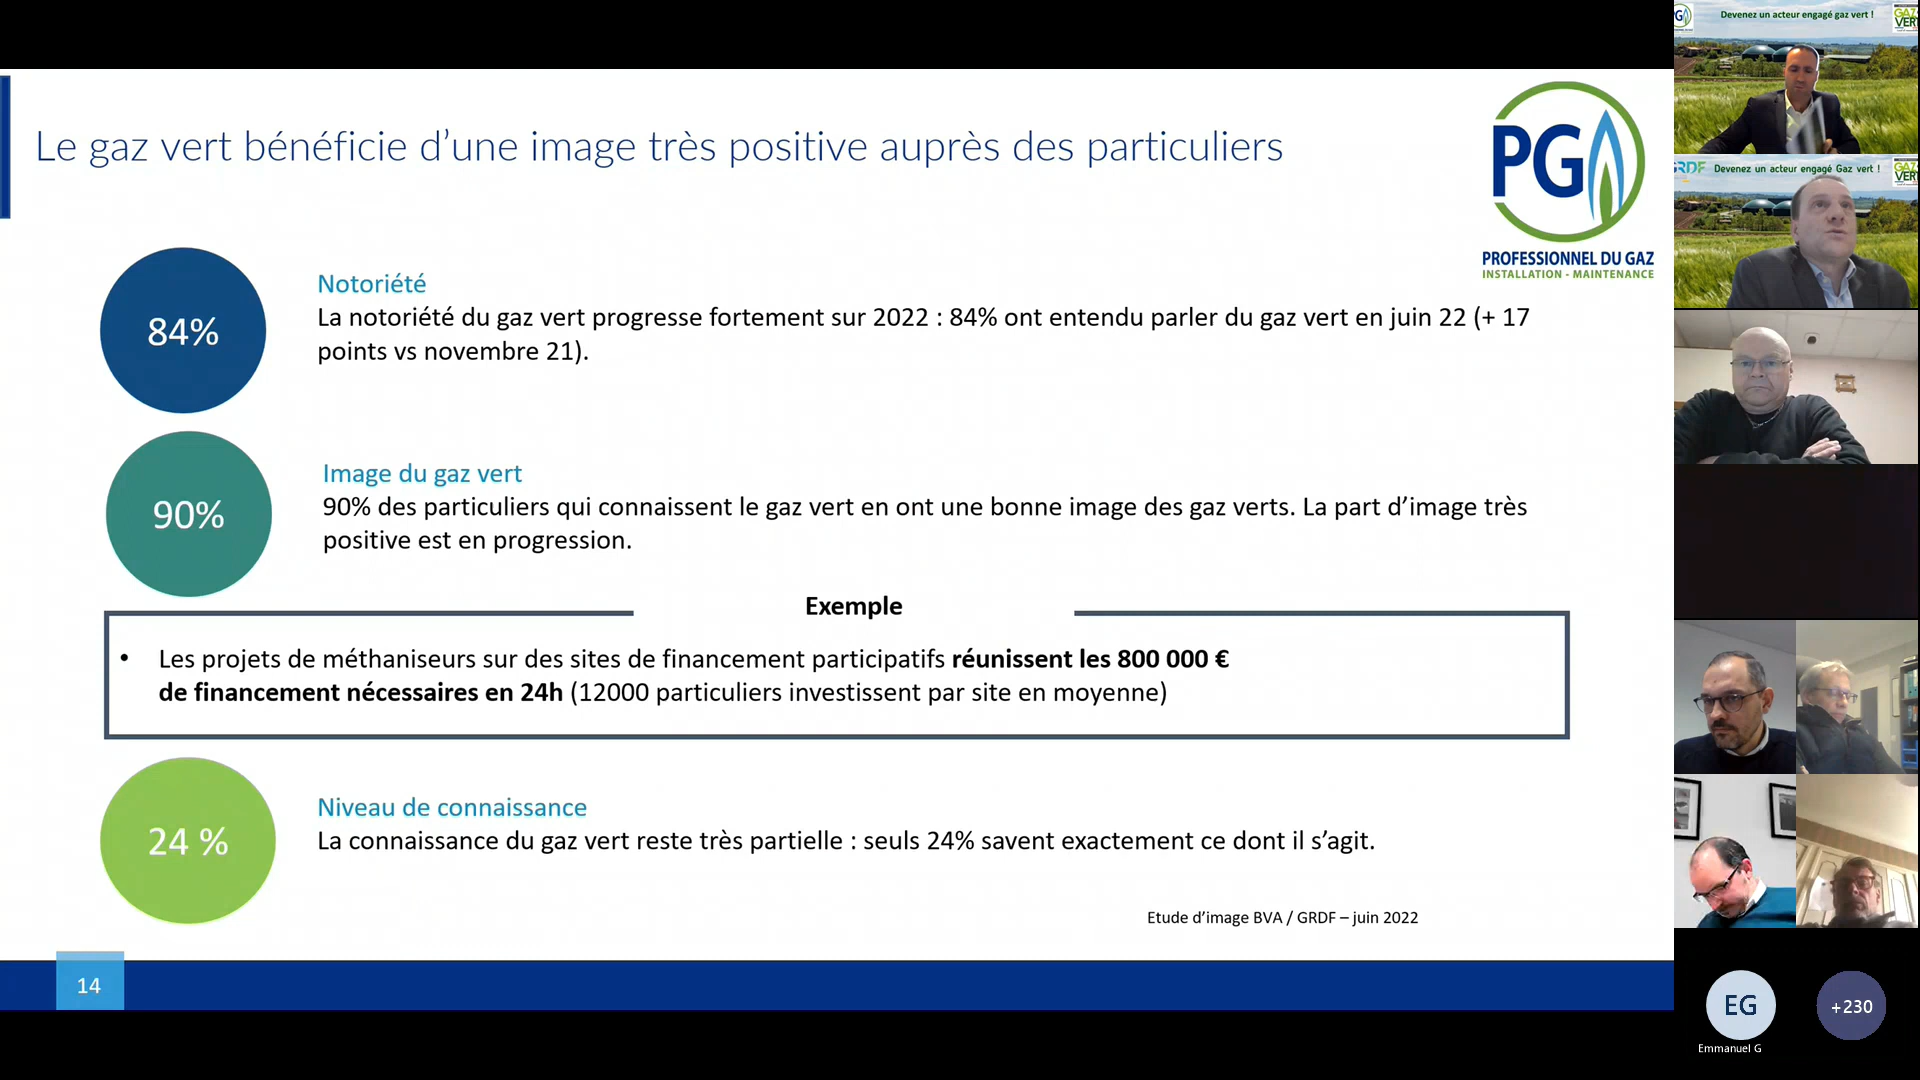 Le gaz vert bénéficie d’une image très positive auprès des particuliers
PG
PROFESSIONNEL DU GAZ
INSTALLATION - MAINTENANCE
84%
Notoriété
La notoriété du gaz vert progresse fortement sur 2022 : 84% ont entendu parler du gaz vert en juin 22 (+ 17
points vs novembre 21).
90%
Image du gaz vert
90% des particuliers qui connaissent le gaz vert en ont une bonne image des gaz verts. La part d’image très
positive est en progression.
Exemple
• Les projets de méthaniseurs sur des sites de financement participatifs réunissent les 800 000 €
de financement nécessaires en 24h (12000 particuliers investissent par site en moyenne)
24 %
Niveau de connaissance
La connaissance du gaz vert reste très partielle : seuls 24% savent exactement ce dont il s’agit.
Etude d’image BVA / GRDF – juin 2022
14
Devenez un acteur engagé gaz vert !
GRDF
Devenez un acteur engagé Gaz vert !
EG
Emmanuel G
+230